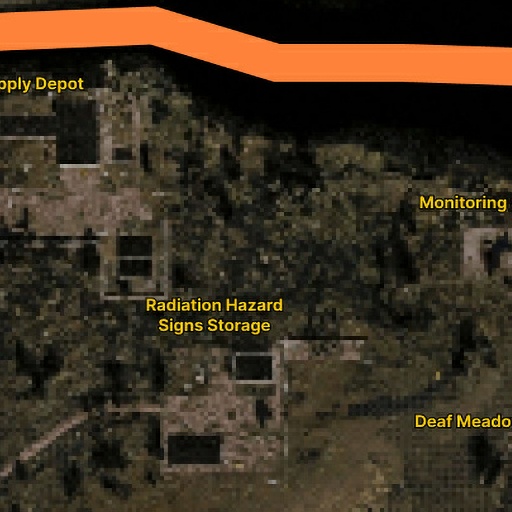 pply Depot
Monitoring
Radiation Hazard
Signs Storage
Deaf Meado